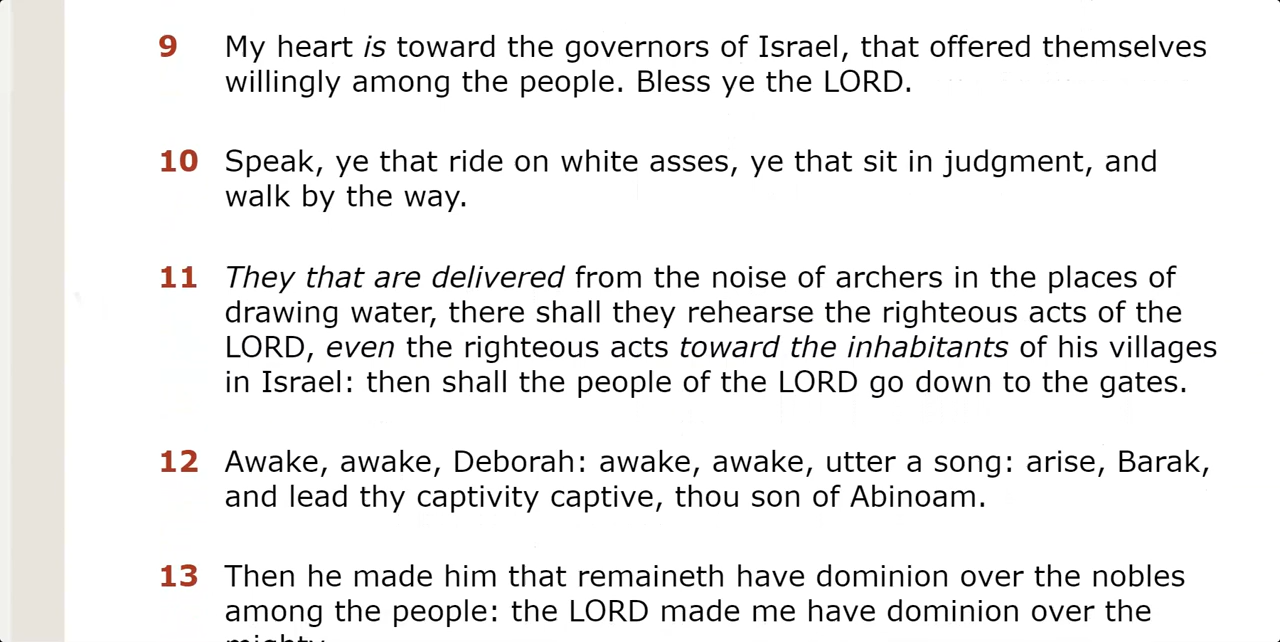 9 My heart is toward the governors of Israel, that offered themselves
willingly among the people. Bless ye the LORD.
10 Speak, ye that ride on white asses, ye that sit in judgment, and
walk by the way.
11 They that are delivered from the noise of archers in the places of
drawing water, there shall they rehearse the righteous acts of the
LORD, even the righteous acts toward the inhabitants of his villages
in Israel: then shall the people of the LORD go down to the gates.
12 Awake, awake, Deborah: awake, awake, utter a song: arise, Barak,
and lead thy captivity captive, thou son of Abinoam.
13 Then he made him that remaineth have dominion over the nobles
among the people: the LORD made me have dominion over the